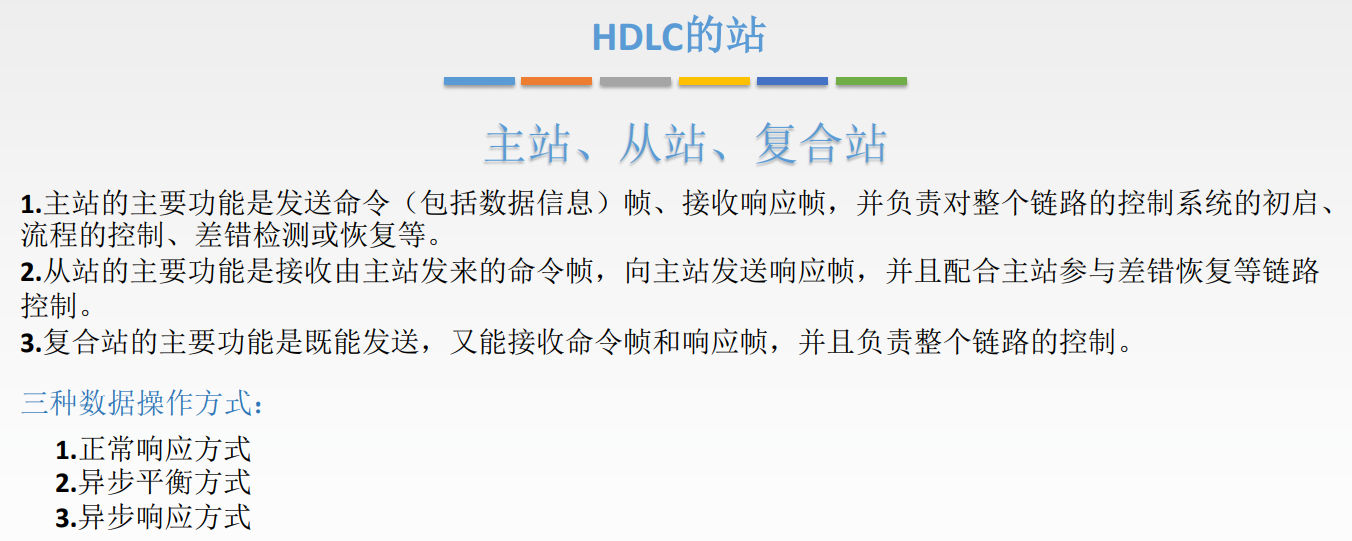 HDLC的站
主站、从站、复合站
1.主站的主要功能是发送命令（包括数据信息）帧、接收响应帧，并负责对整个链路的控制系统的初启、
流程的控制、差错检测或恢复等。
2.从站的主要功能是接收由主站发来的命令帧，向主站发送响应帧，并且配合主站参与差错恢复等链路
控制。
3.复合站的主要功能是既能发送，又能接收命令帧和响应帧，并且负责整个链路的控制。
三种数据操作方式：
1.正常响应方式
2.异步平衡方式
3.异步响应方式